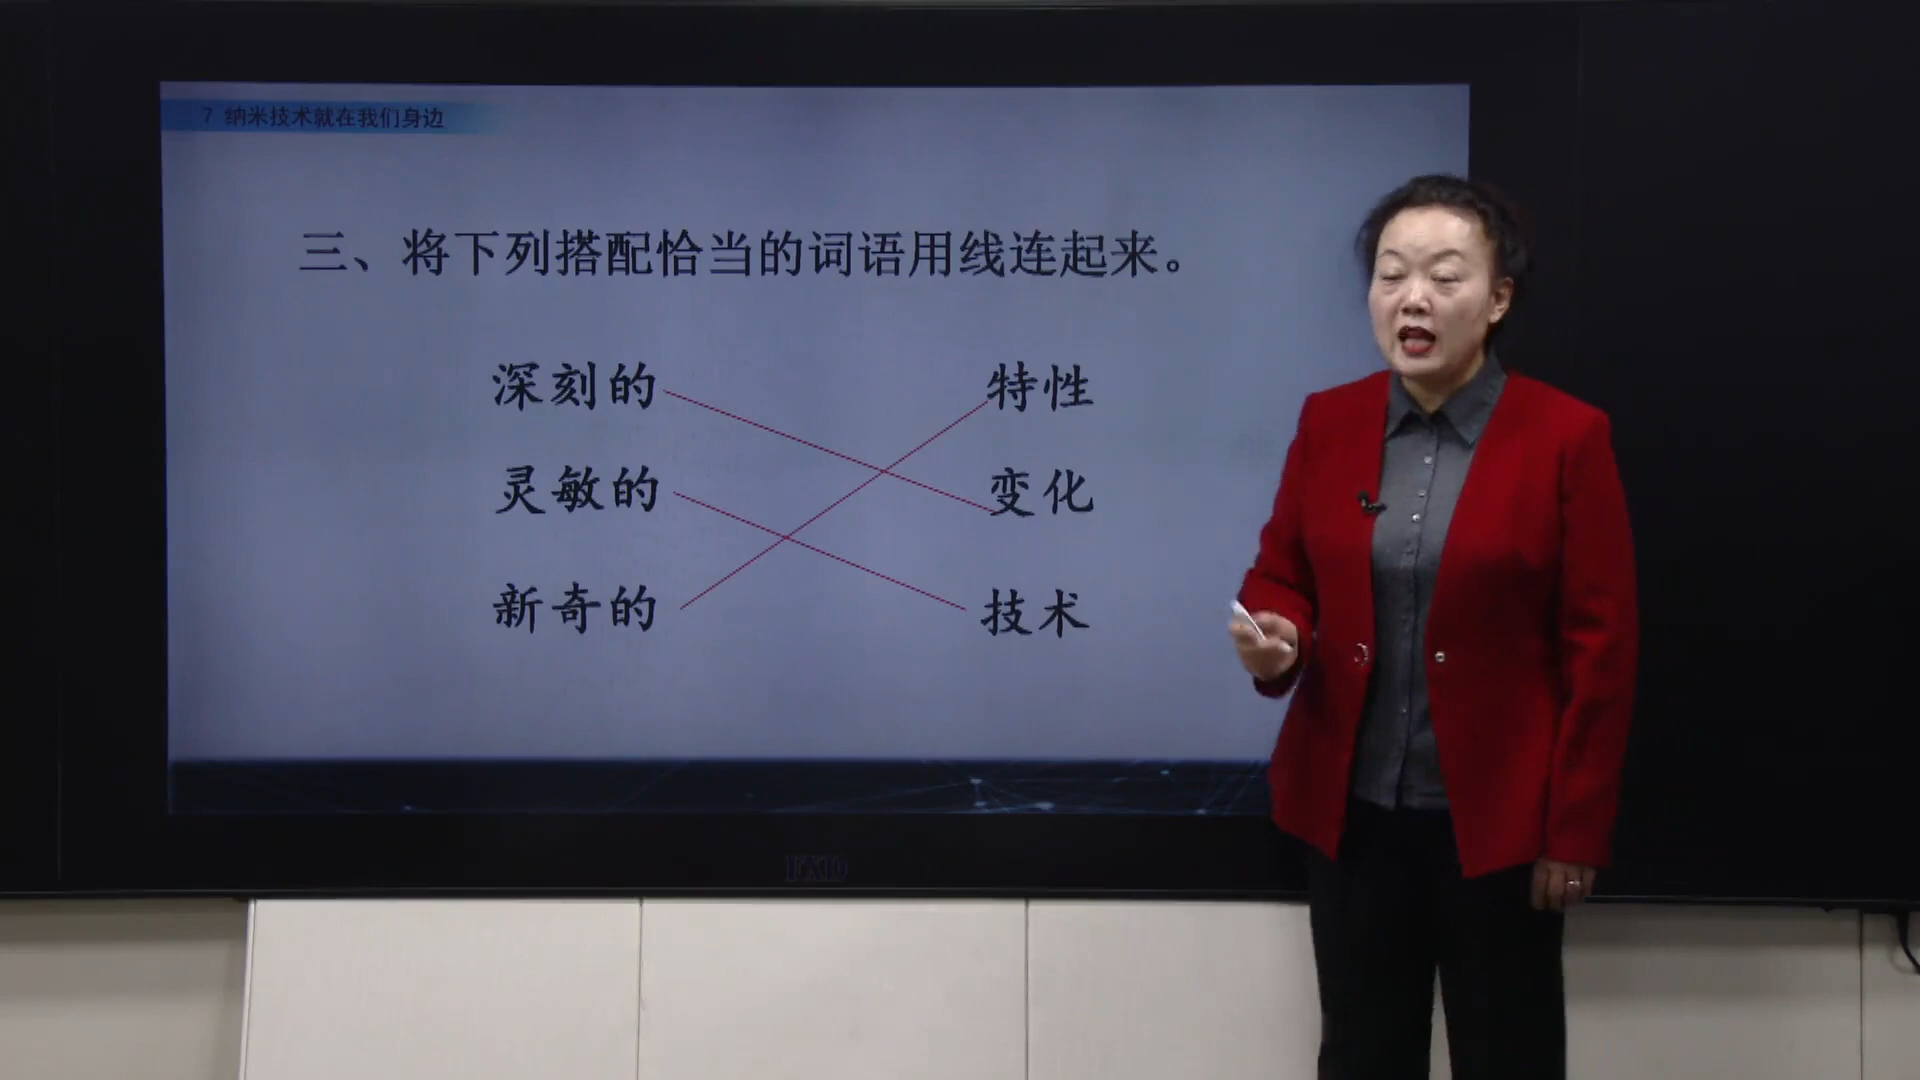 7 纳米技术就在我们身边
三、将下列搭配恰当的词语用线连起来。
深刻的 特性
灵敏的 变化
新奇的 技术